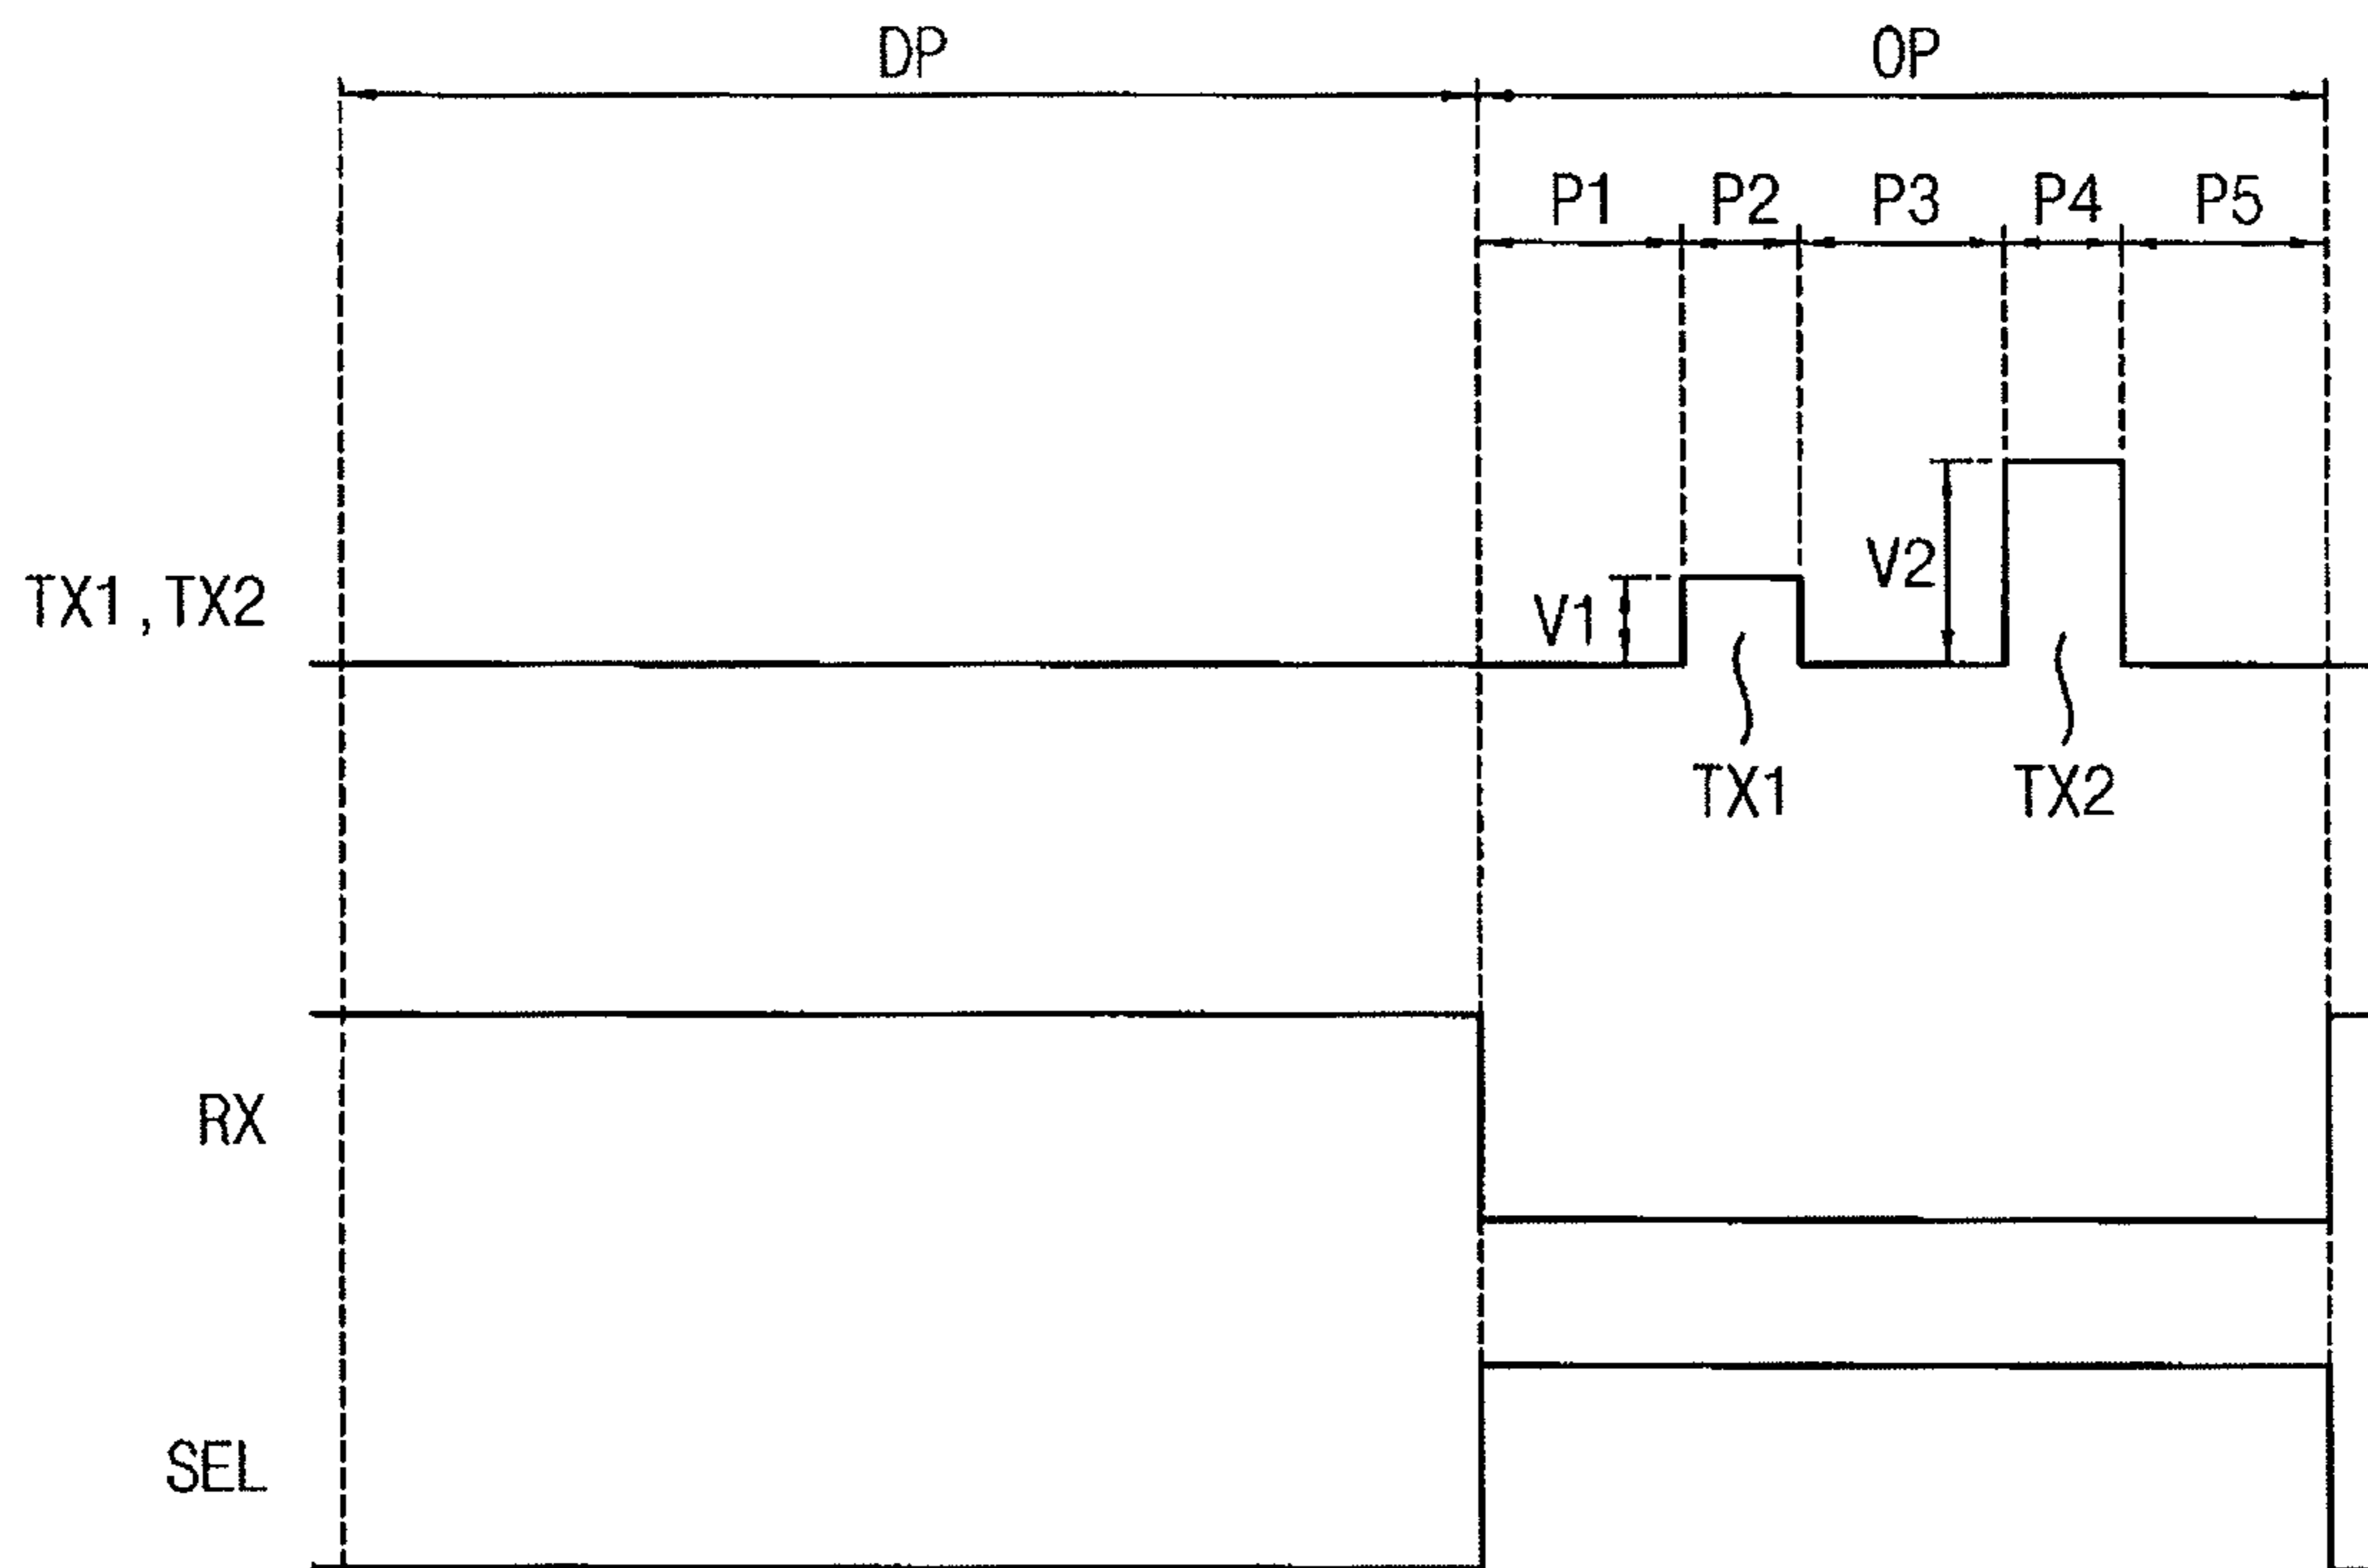 DP OP
P1 P2 P3 P4 P5
V2
TX1,TX2 V1
TX1 TX2
RX
SEL